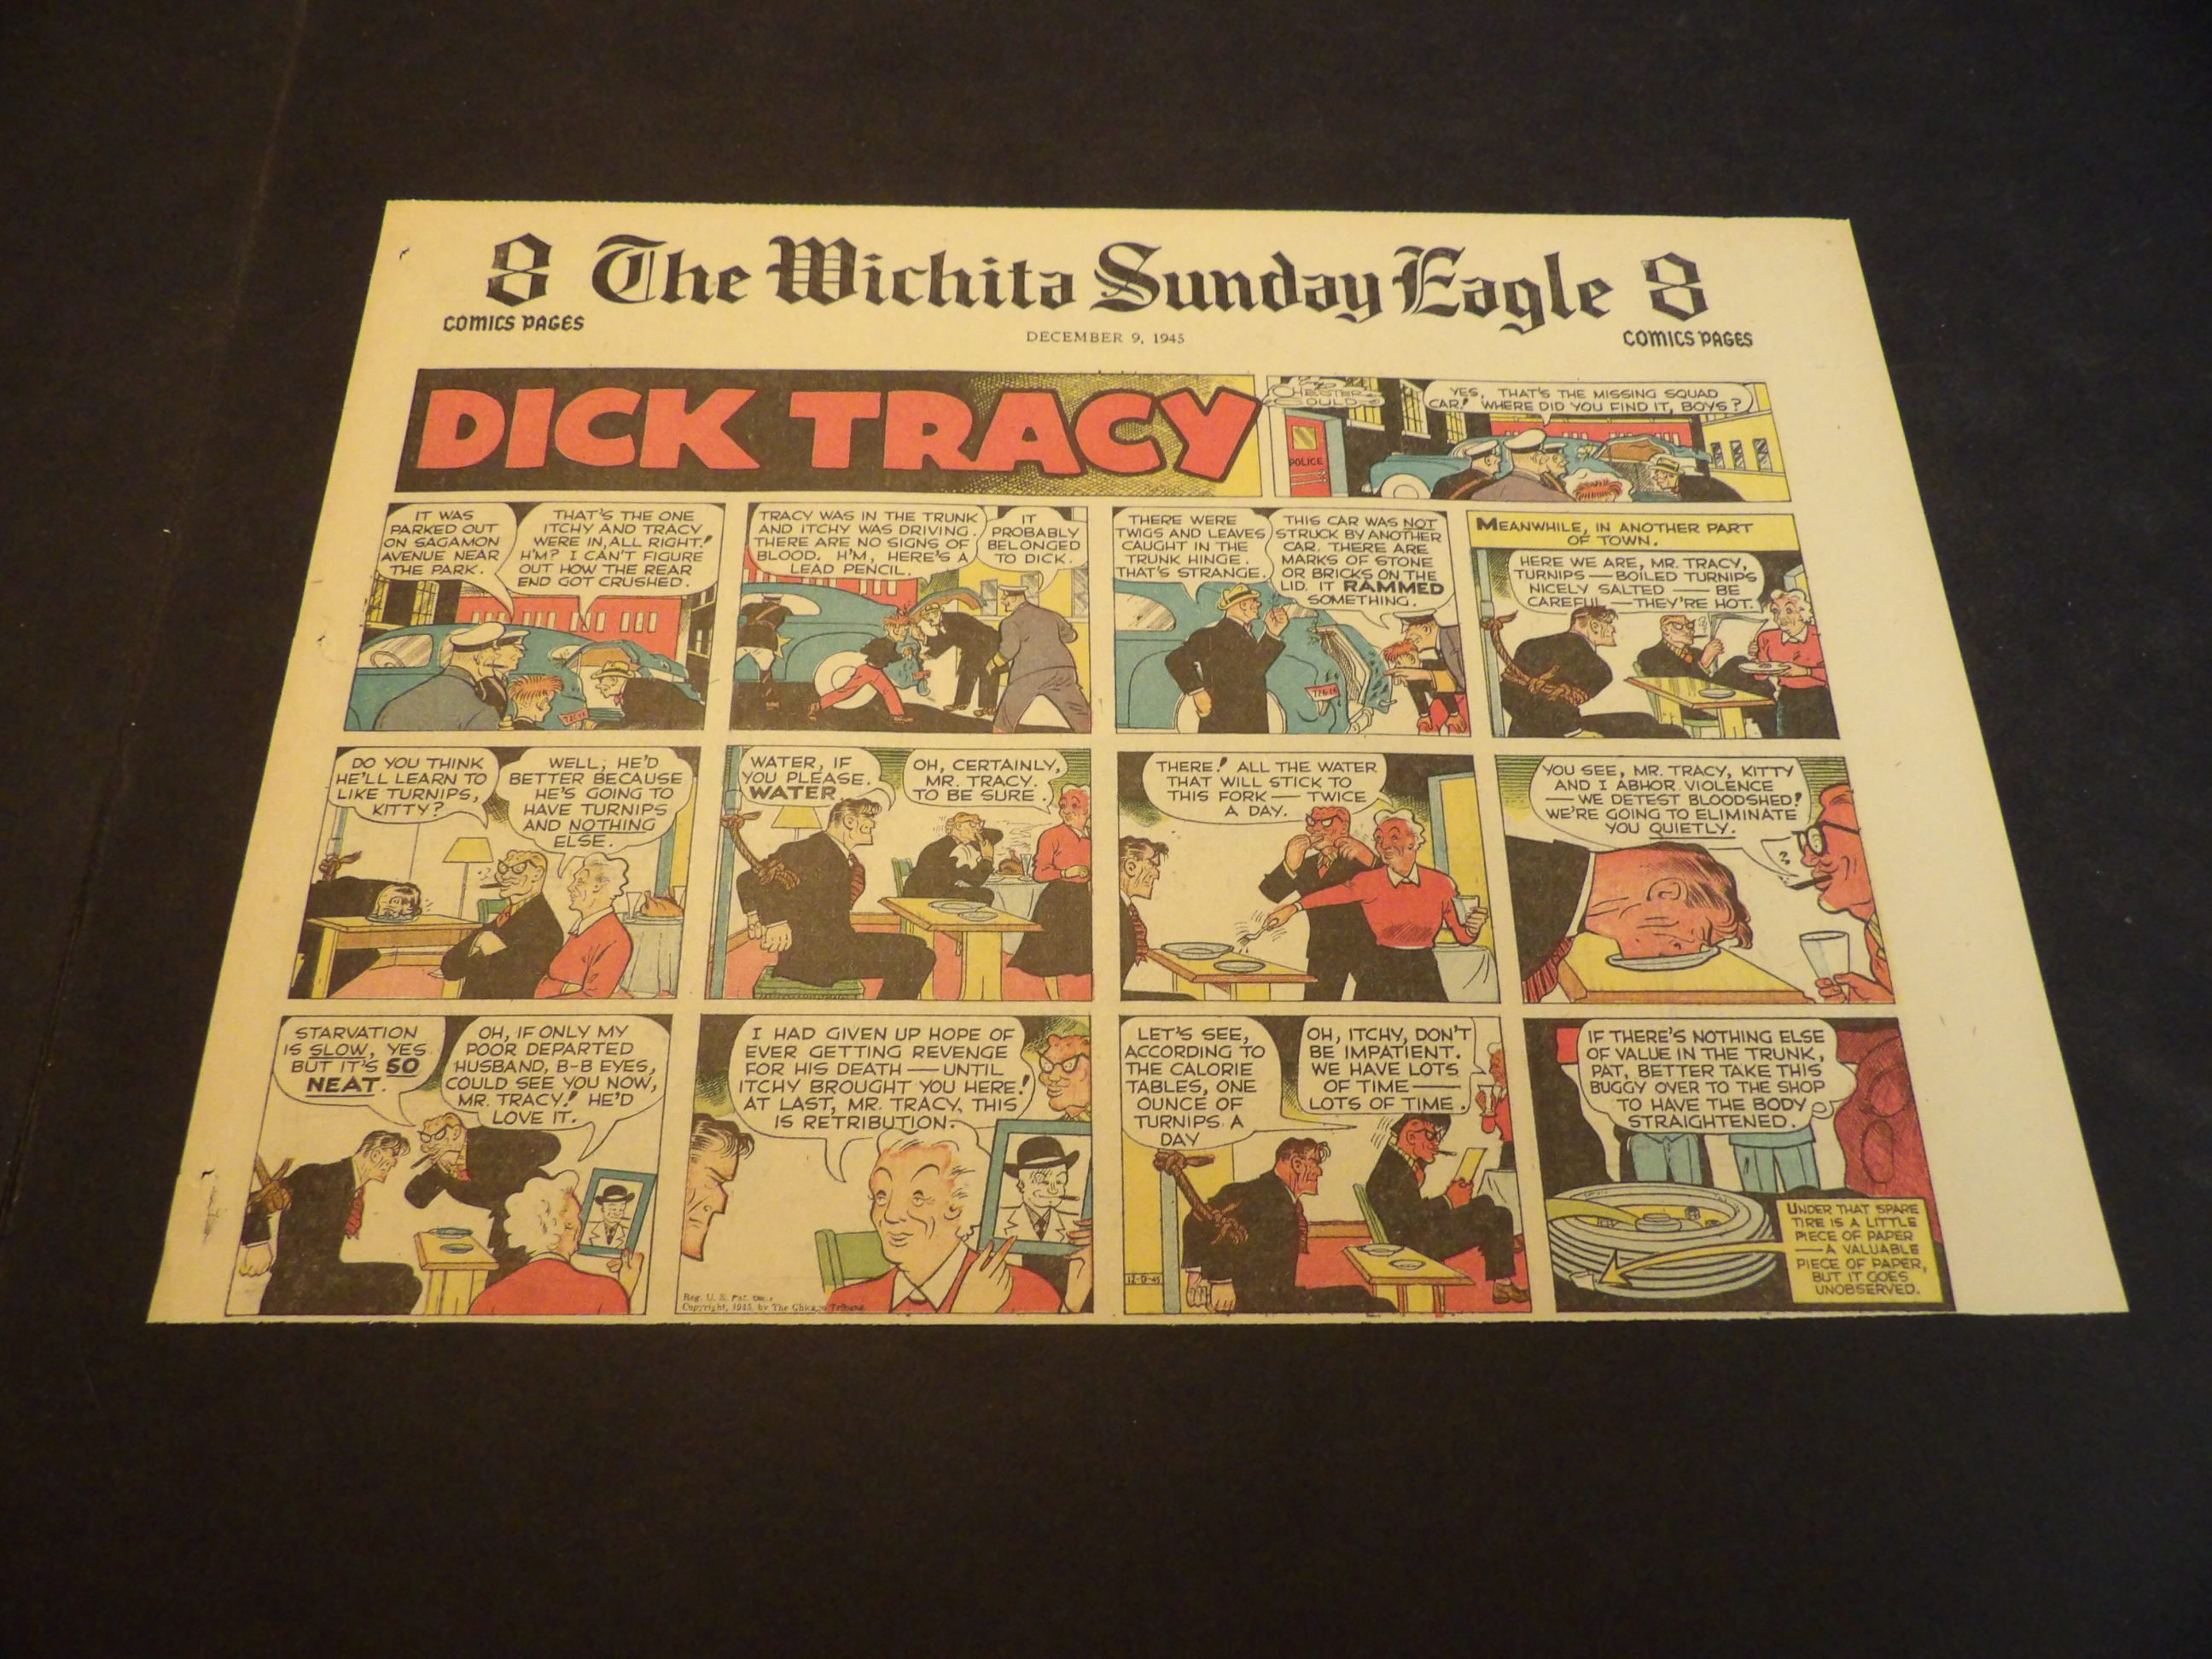 8 The Wichita Sunday Eagle 8
COMICS PAGES
COMICS PAGES
DECEMBER 9, 1945
DICK TRACY
CHESTER
GOULD
YES, THAT'S THE MISSING SQUAD
CAR! WHERE DID YOU FIND IT, BOYS?
POLICE
IT WAS
PARKED OUT
ON SAGAMON
AVENUE NEAR
THE PARK.
THAT'S THE ONE
ITCHY AND TRACY
WERE IN, ALL RIGHT!
H'M? I CAN'T FIGURE
OUT HOW THE REAR
END GOT CRUSHED.
TRACY WAS IN THE TRUNK
AND ITCHY WAS DRIVING.
THERE ARE NO SIGNS OF
BLOOD. H'M, HERE'S A
LEAD PENCIL.
IT
PROBABLY
BELONGED
TO DICK.
THERE WERE
TWIGS AND LEAVES
CAUGHT IN THE
TRUNK HINGE.
THAT'S STRANGE.
THIS CAR WAS NOT
STRUCK BY ANOTHER
CAR. THERE ARE
MARKS OF STONE
OR BRICKS ON THE
LID. IT RAMMED
SOMETHING.
MEANWHILE, IN ANOTHER PART
OF TOWN.
HERE WE ARE, MR. TRACY,
TURNIPS — BOILED TURNIPS
NICELY SALTED — BE
CAREFUL — THEY'RE HOT.
DO YOU THINK
HE'LL LEARN TO
LIKE TURNIPS,
KITTY?
WELL, HE'D
BETTER BECAUSE
HE'S GOING TO
HAVE TURNIPS
AND NOTHING
ELSE.
WATER, IF
YOU PLEASE.
WATER.
OH, CERTAINLY,
MR. TRACY.
TO BE SURE.
THERE! ALL THE WATER
THAT WILL STICK TO
THIS FORK — TWICE
A DAY.
YOU SEE, MR. TRACY, KITTY
AND I ABHOR VIOLENCE
— WE DETEST BLOODSHED!
WE'RE GOING TO ELIMINATE
YOU QUIETLY.
STARVATION
IS SLOW, YES
BUT IT'S SO
NEAT.
OH, IF ONLY MY
POOR DEPARTED
HUSBAND, B-B EYES,
COULD SEE YOU NOW,
MR. TRACY! HE'D
LOVE IT.
I HAD GIVEN UP HOPE OF
EVER GETTING REVENGE
FOR HIS DEATH — UNTIL
ITCHY BROUGHT YOU HERE!
AT LAST, MR. TRACY, THIS
IS RETRIBUTION.
Reg. U. S. Pat. Off.:
Copyright, 1945, by The Chicago Tribune
LET'S SEE,
ACCORDING TO
THE CALORIE
TABLES, ONE
OUNCE OF
TURNIPS A
DAY
OH, ITCHY, DON'T
BE IMPATIENT.
WE HAVE LOTS
OF TIME —
LOTS OF TIME.
12-9-45
IF THERE'S NOTHING ELSE
OF VALUE IN THE TRUNK,
PAT, BETTER TAKE THIS
BUGGY OVER TO THE SHOP
TO HAVE THE BODY
STRAIGHTENED.
UNDER THAT SPARE
TIRE IS A LITTLE
PIECE OF PAPER
— A VALUABLE
PIECE OF PAPER,
BUT IT GOES
UNOBSERVED.